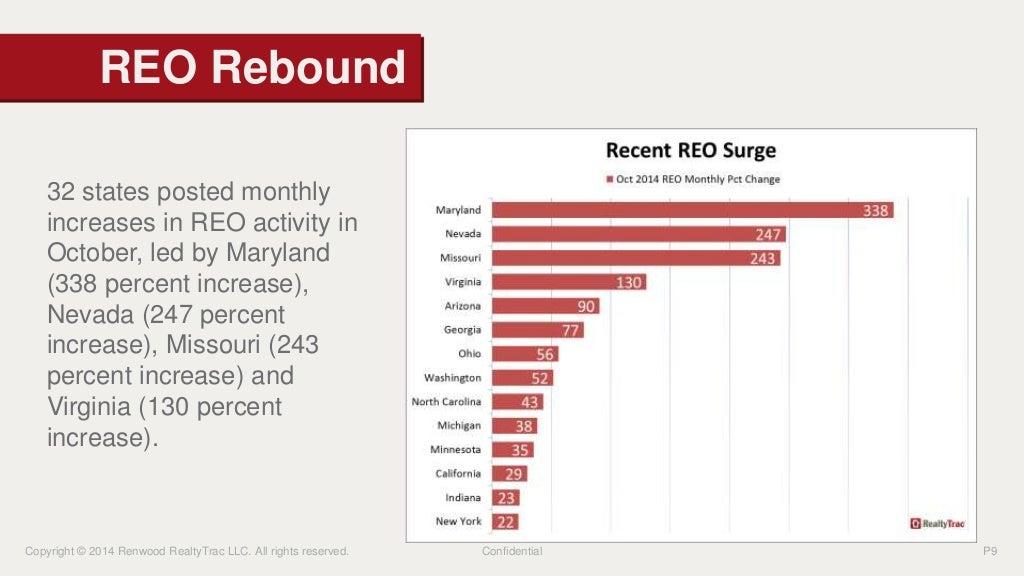 REO Rebound
32 states posted monthly
increases in REO activity in
October, led by Maryland
(338 percent increase),
Nevada (247 percent
increase), Missouri (243
percent increase) and
Virginia (130 percent
increase).
Recent REO Surge
Oct 2014 REO Monthly Pct Change
Maryland 338
Nevada 247
Missouri 243
Virginia 130
Arizona 90
Georgia 77
Ohio 56
Washington 52
North Carolina 43
Michigan 38
Minnesota 35
California 29
Indiana 23
New York 22
RealtyTrac
Copyright © 2014 Renwood RealtyTrac LLC. All rights reserved. Confidential P9